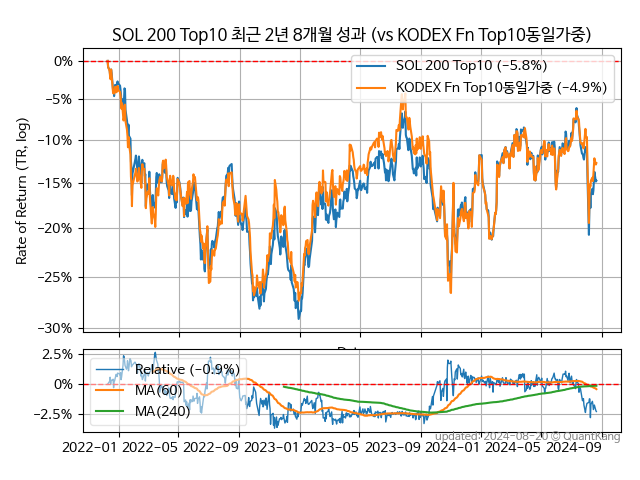 SOL 200 Top10 최근 2년 8개월 성과 (vs KODEX Fn Top10동일가중)
Rate of Return (TR, log)
0%
−5%
−10%
−15%
−20%
−25%
−30%
SOL 200 Top10 (−5.8%)
KODEX Fn Top10동일가중 (−4.9%)
2.5%
0%
−2.5%
Relative (−0.9%)
MA(60)
MA(240)
2022−01 2022−05 2022−09 2023−01 2023−05 2023−09 2024−01 2024−05 2024−09
updated: 2024−08−20 © QuantKang